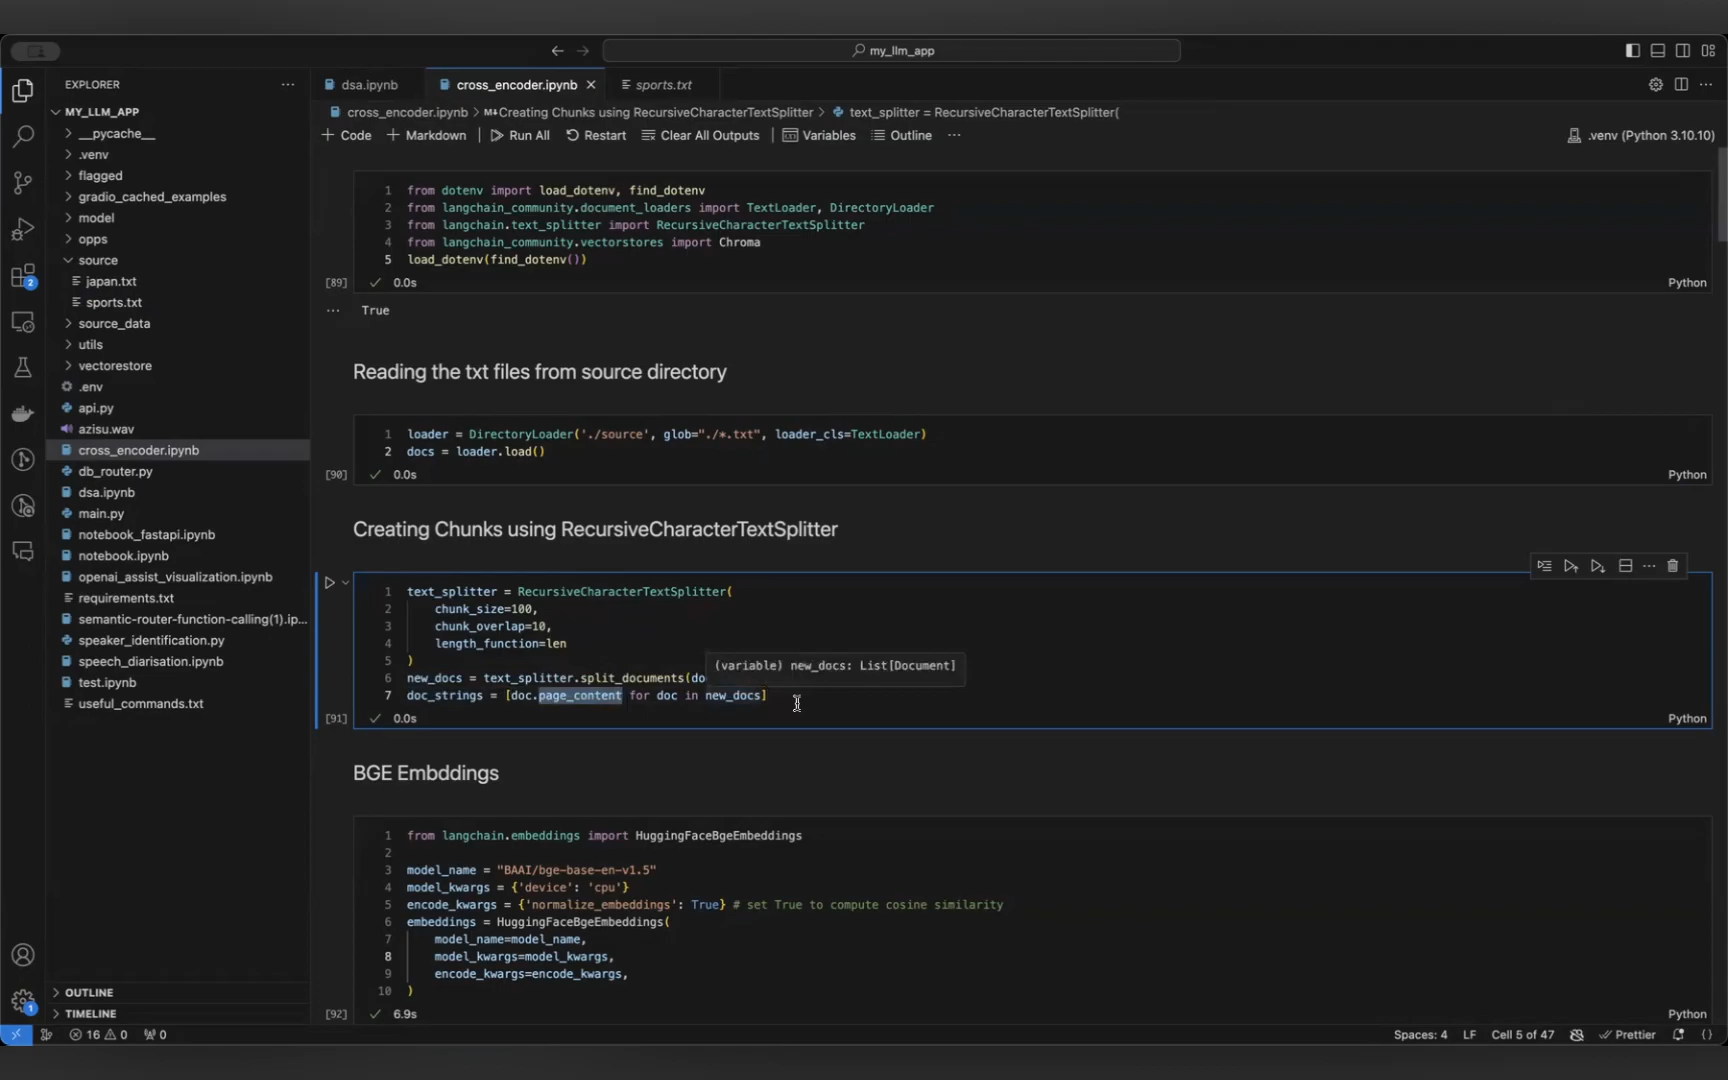 my_llm_app
EXPLORER
MY_LLM_APP
__pycache__
.venv
flagged
gradio_cached_examples
model
opps
source
japan.txt
sports.txt
source_data
utils
vectorestore
.env
api.py
azisu.wav
cross_encoder.ipynb
db_router.py
dsa.ipynb
main.py
notebook_fastapi.ipynb
notebook.ipynb
openai_assist_visualization.ipynb
requirements.txt
semantic-router-function-calling(1).ip...
speaker_identification.py
speech_diarisation.ipynb
test.ipynb
useful_commands.txt
OUTLINE
TIMELINE
2
1
dsa.ipynb cross_encoder.ipynb sports.txt
cross_encoder.ipynb > M↓Creating Chunks using RecursiveCharacterTextSplitter > text_splitter = RecursiveCharacterTextSplitter(
+ Code + Markdown Run All Restart Clear All Outputs Variables Outline ... .venv (Python 3.10.10)
1 from dotenv import load_dotenv, find_dotenv
2 from langchain_community.document_loaders import TextLoader, DirectoryLoader
3 from langchain.text_splitter import RecursiveCharacterTextSplitter
4 from langchain_community.vectorstores import Chroma
5 load_dotenv(find_dotenv())
[89] 0.0s Python
... True
Reading the txt files from source directory
1 loader = DirectoryLoader('./source', glob="./*.txt", loader_cls=TextLoader)
2 docs = loader.load()
[90] 0.0s Python
Creating Chunks using RecursiveCharacterTextSplitter
1 text_splitter = RecursiveCharacterTextSplitter(
2 chunk_size=100,
3 chunk_overlap=10,
4 length_function=len
5 )
(variable) new_docs: List[Document]
6 new_docs = text_splitter.split_documents(do
7 doc_strings = [doc.page_content for doc in new_docs]
[91] 0.0s Python
BGE Embddings
1 from langchain.embeddings import HuggingFaceBgeEmbeddings
2
3 model_name = "BAAI/bge-base-en-v1.5"
4 model_kwargs = {'device': 'cpu'}
5 encode_kwargs = {'normalize_embeddings': True} # set True to compute cosine similarity
6 embeddings = HuggingFaceBgeEmbeddings(
7 model_name=model_name,
8 model_kwargs=model_kwargs,
9 encode_kwargs=encode_kwargs,
10 )
[92] 6.9s Python
16 0 0 Spaces: 4 LF Cell 5 of 47 Prettier